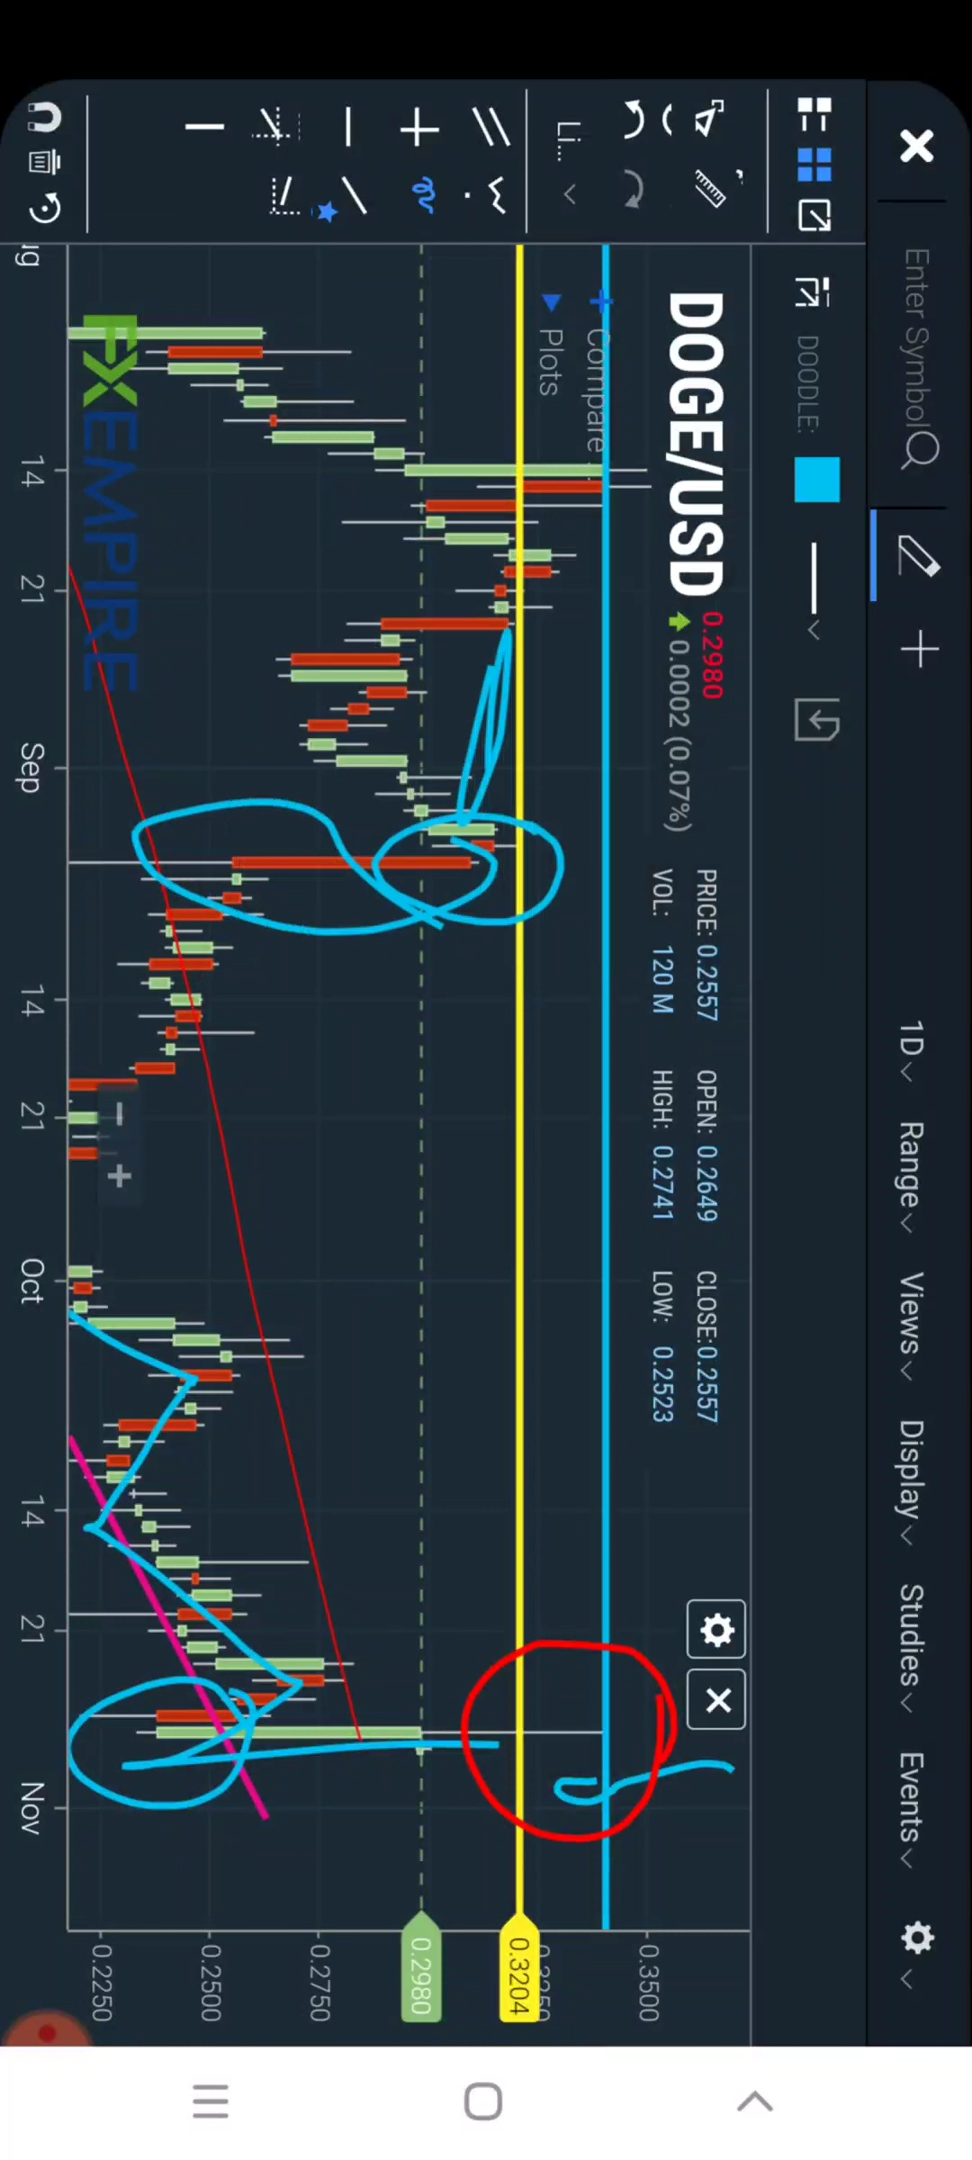 Enter Symbol
1D
Range
Views
Display
Studies
Events
DOODLE:
Li...
DOGE/USD
0.2980
0.0002 (0.07%)
PRICE: 0.2557
OPEN: 0.2649
CLOSE:0.2557
VOL: 120 M
HIGH: 0.2741
LOW: 0.2523
Compare
Plots
0.3500
0.3204
0.2980
0.2750
0.2500
0.2250
FXEMPIRE
14
21
Sep
14
21
Oct
14
21
Nov